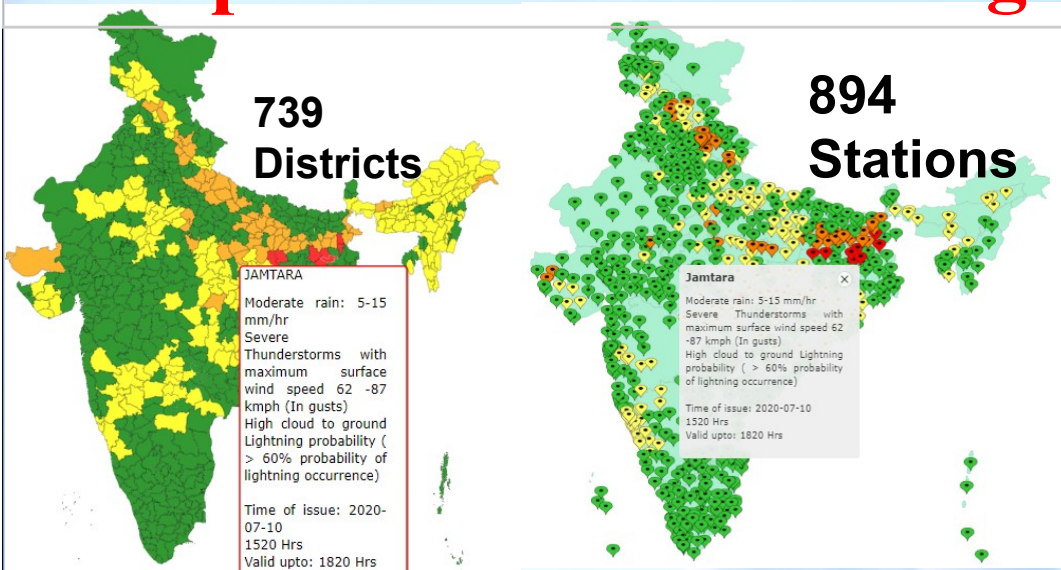 739
Districts
JAMTARA
Moderate rain: 5-15
mm/hr
Severe
Thunderstorms with
maximum surface
wind speed 62 -87
kmph (In gusts)
High cloud to ground
Lightning probability (
> 60% probability of
lightning occurrence)
Time of issue: 2020-
07-10
1520 Hrs
Valid upto: 1820 Hrs
894
Stations
Jamtara
Moderate rain: 5-15 mm/hr
Severe Thunderstorms with
maximum surface wind speed 62
-87 kmph (In gusts)
High cloud to ground Lightning
probability ( > 60% probability
of lightning occurrence)
Time of issue: 2020-07-10
1520 Hrs
Valid upto: 1820 Hrs